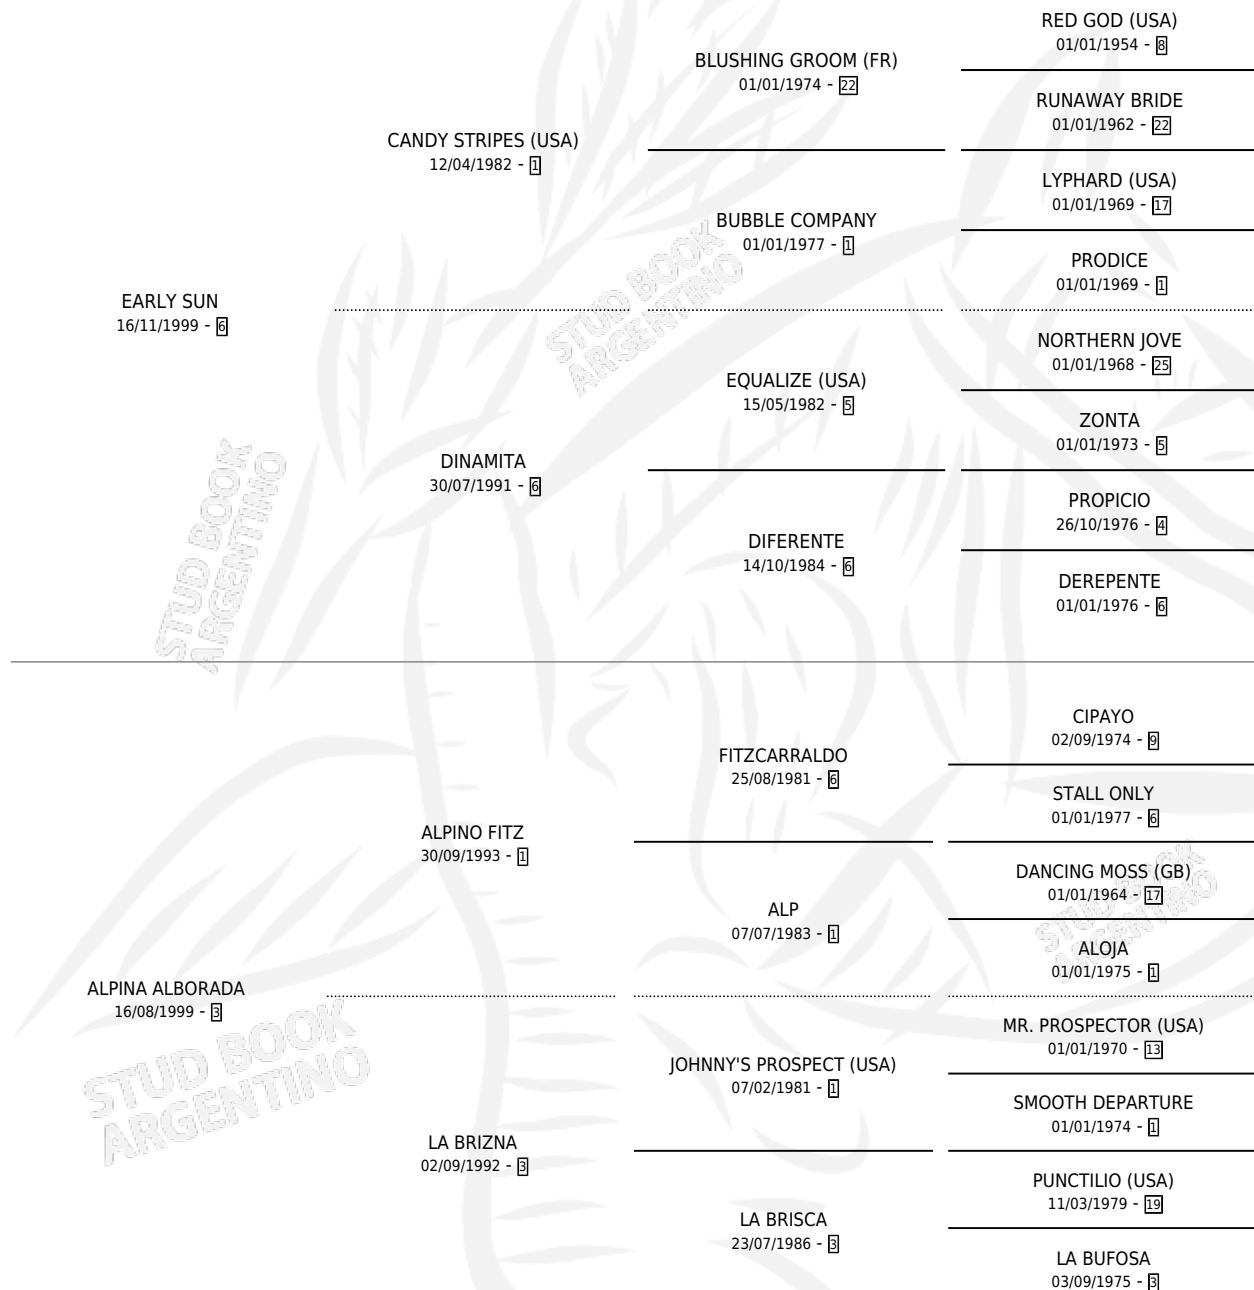 RED GOD (USA)
01/01/1954 - 8
BLUSHING GROOM (FR)
01/01/1974 - 22
RUNAWAY BRIDE
01/01/1962 - 22
CANDY STRIPES (USA)
12/04/1982 - 1
LYPHARD (USA)
01/01/1969 - 17
BUBBLE COMPANY
01/01/1977 - 1
PRODICE
01/01/1969 - 1
EARLY SUN
16/11/1999 - 6
STUD BOOK
ARGENTINO
NORTHERN JOVE
01/01/1968 - 25
EQUALIZE (USA)
15/05/1982 - 5
ZONTA
01/01/1973 - 5
DINAMITA
30/07/1991 - 6
PROPICIO
26/10/1976 - 4
DIFERENTE
14/10/1984 - 6
DEREPENTE
01/01/1976 - 6
STUD BOOK
ARGENTINO
CIPAYO
02/09/1974 - 9
FITZCARRALDO
25/08/1981 - 6
STALL ONLY
01/01/1977 - 6
ALPINO FITZ
30/09/1993 - 1
DANCING MOSS (GB)
01/01/1964 - 17
ALP
07/07/1983 - 1
STUD BOOK
ARGENTINO
ALOJA
01/01/1975 - 1
ALPINA ALBORADA
16/08/1999 - 3
STUD BOOK
ARGENTINO
MR. PROSPECTOR (USA)
01/01/1970 - 13
JOHNNY'S PROSPECT (USA)
07/02/1981 - 1
SMOOTH DEPARTURE
01/01/1974 - 1
LA BRIZNA
02/09/1992 - 3
PUNCTILIO (USA)
11/03/1979 - 19
LA BRISCA
23/07/1986 - 3
LA BUFOSA
03/09/1975 - 3